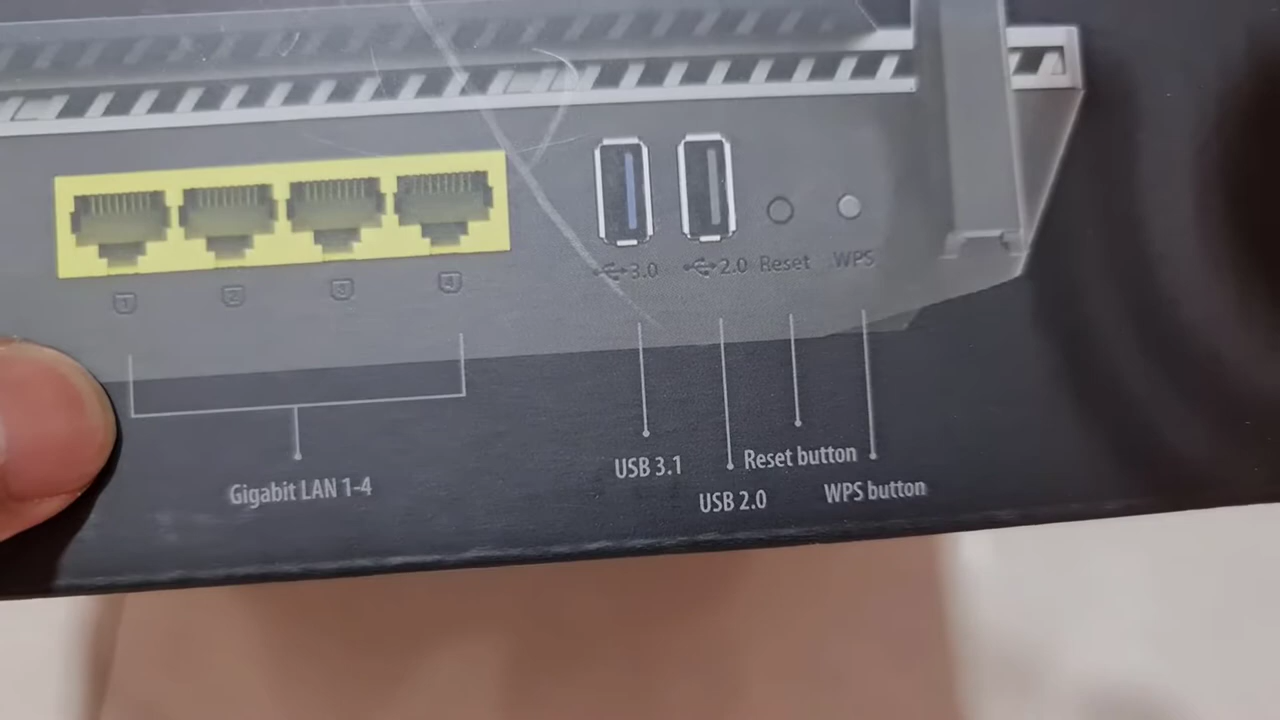 3.0
2.0
Reset
WPS
1
2
3
4
USB 3.1
Reset button
Gigabit LAN 1-4
USB 2.0
WPS button